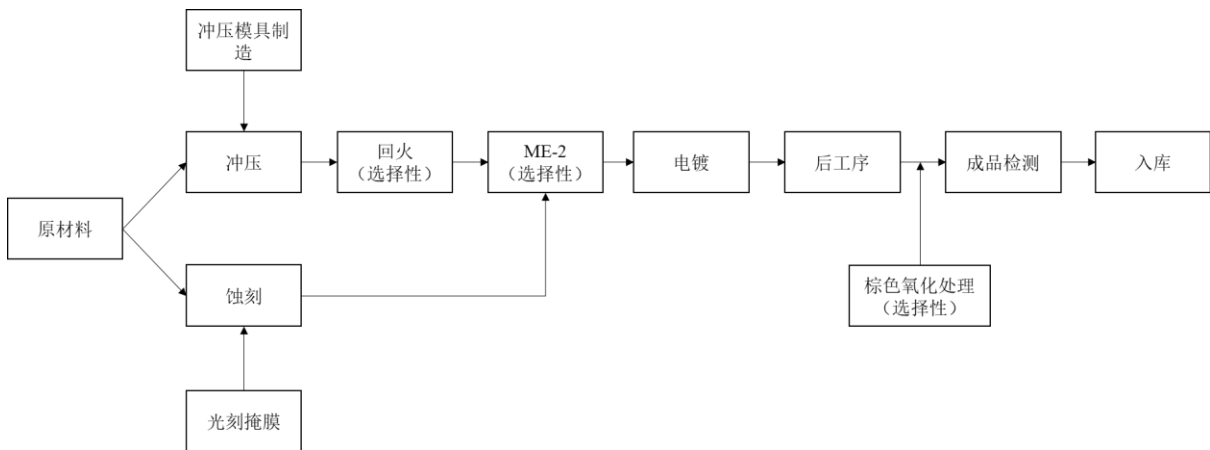 冲压模具制
造
冲压
回火
（选择性）
ME-2
（选择性）
电镀
后工序
成品检测
入库
原材料
蚀刻
棕色氧化处理
（选择性）
光刻掩膜